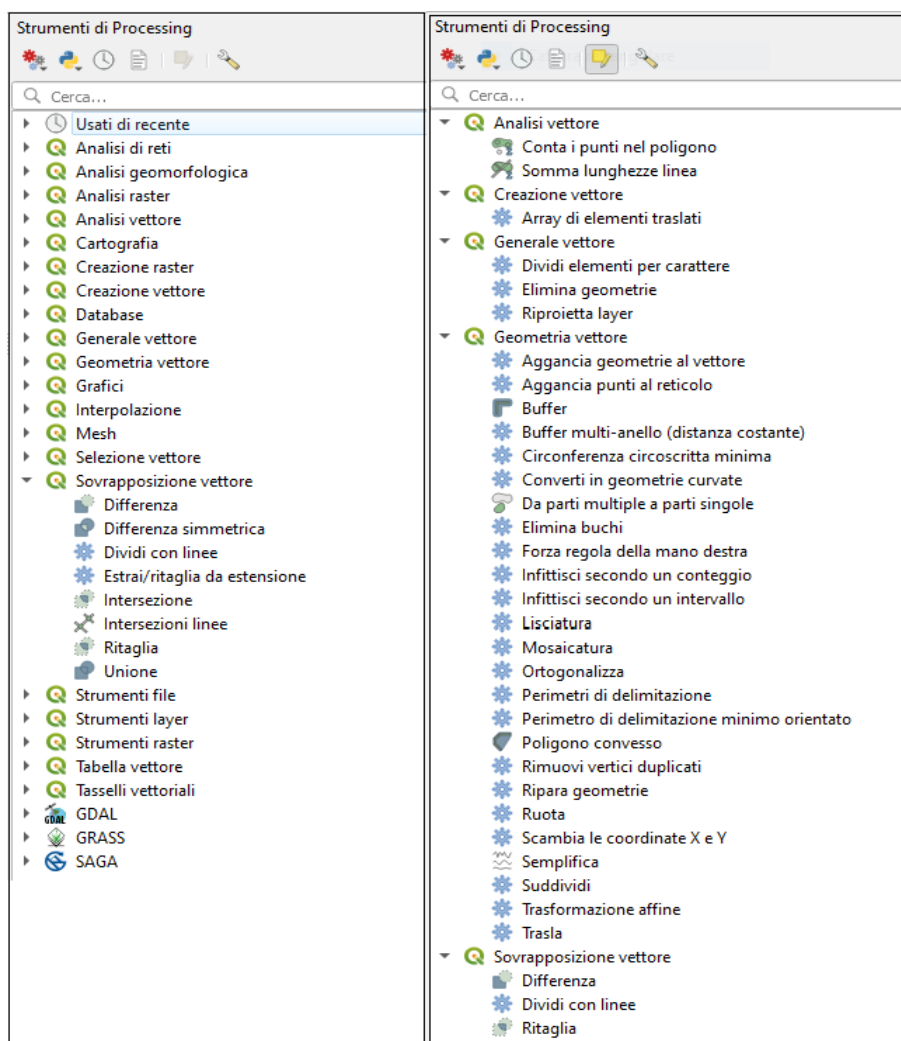 Strumenti di Processing
Cerca...
Usati di recente
Analisi di reti
Analisi geomorfologica
Analisi raster
Analisi vettore
Cartografia
Creazione raster
Creazione vettore
Database
Generale vettore
Geometria vettore
Grafici
Interpolazione
Mesh
Selezione vettore
Sovrapposizione vettore
Differenza
Differenza simmetrica
Dividi con linee
Estrai/ritaglia da estensione
Intersezione
Intersezioni linee
Ritaglia
Unione
Strumenti file
Strumenti layer
Strumenti raster
Tabella vettore
Tasselli vettoriali
GDAL
GRASS
SAGA
Strumenti di Processing
Cerca...
Analisi vettore
Conta i punti nel poligono
Somma lunghezze linea
Creazione vettore
Array di elementi traslati
Generale vettore
Dividi elementi per carattere
Elimina geometrie
Riproietta layer
Geometria vettore
Aggancia geometrie al vettore
Aggancia punti al reticolo
Buffer
Buffer multi-anello (distanza costante)
Circonferenza circoscritta minima
Converti in geometrie curvate
Da parti multiple a parti singole
Elimina buchi
Forza regola della mano destra
Infittisci secondo un conteggio
Infittisci secondo un intervallo
Lisciatura
Mosaicatura
Ortogonalizza
Perimetri di delimitazione
Perimetro di delimitazione minimo orientato
Poligono convesso
Rimuovi vertici duplicati
Ripara geometrie
Ruota
Scambia le coordinate X e Y
Semplifica
Suddividi
Trasformazione affine
Trasla
Sovrapposizione vettore
Differenza
Dividi con linee
Ritaglia